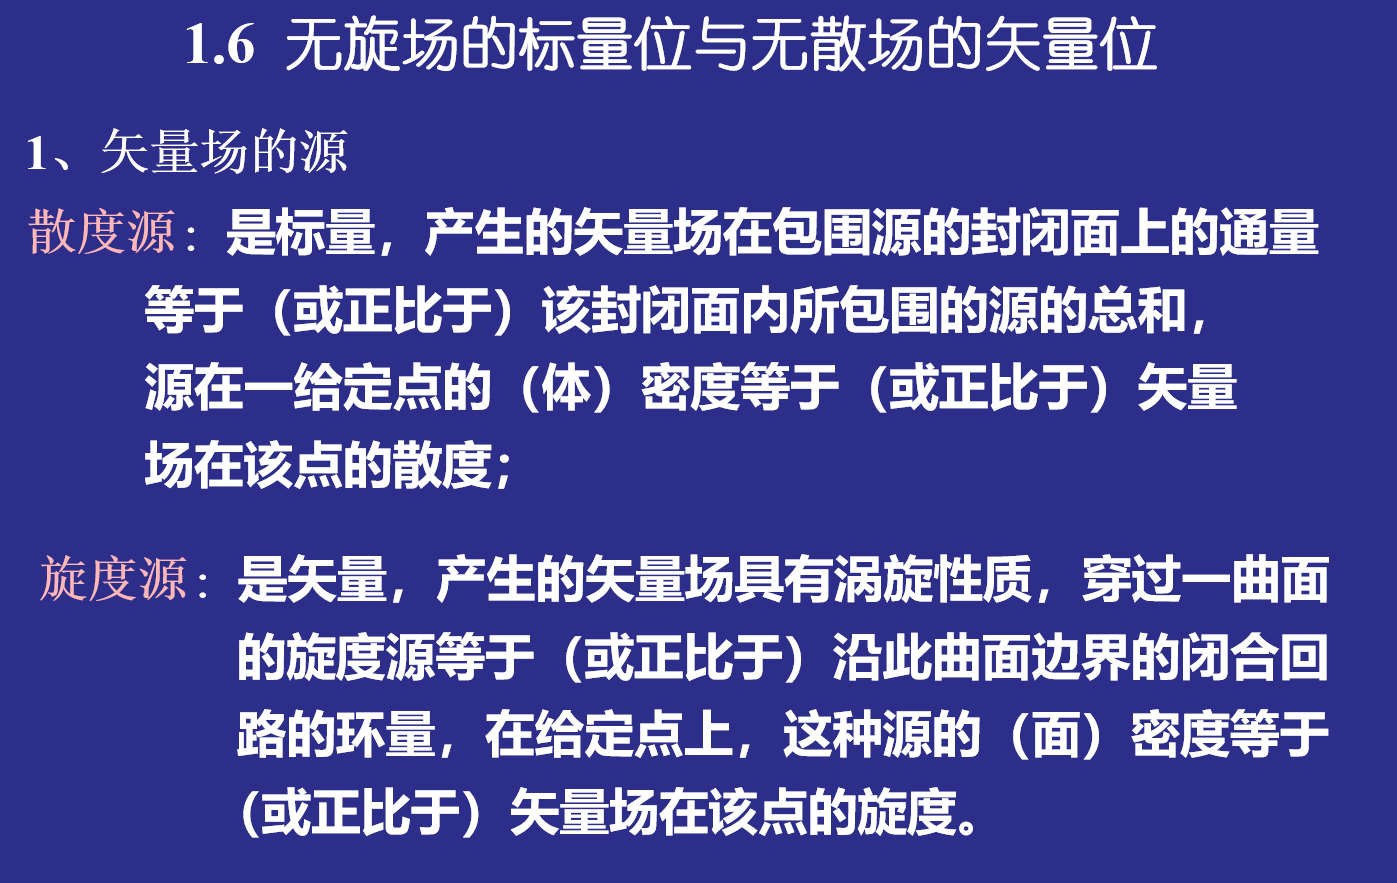 1.6 无旋场的标量位与无散场的矢量位
1、矢量场的源
散度源：是标量，产生的矢量场在包围源的封闭面上的通量
等于（或正比于）该封闭面内所包围的源的总和，
源在一给定点的（体）密度等于（或正比于）矢量
场在该点的散度；
旋度源：是矢量，产生的矢量场具有涡旋性质，穿过一曲面
的旋度源等于（或正比于）沿此曲面边界的闭合回
路的环量，在给定点上，这种源的（面）密度等于
(或正比于）矢量场在该点的旋度。